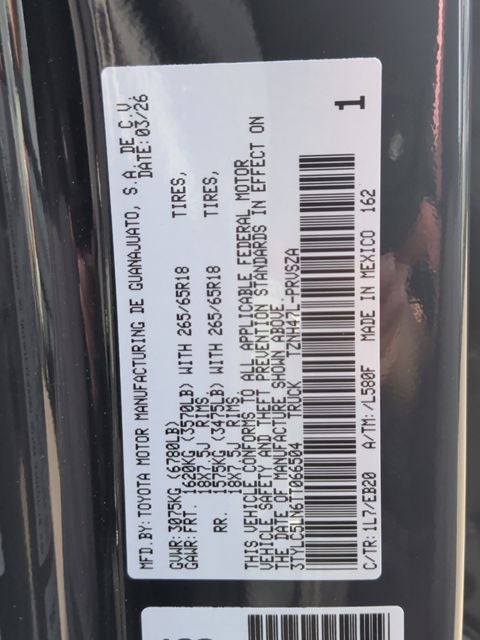 MFD.BY:TOYOTA MOTOR MANUFACTURING DE GUANAJUATO, S.A. DE C.V.
DATE: 03/26
GVWR:3075KG (6780LB)
GAWR:FRT. 1620KG (3570LB) WITH 265/65R18 TIRES,
18X7.5J RIMS.
RR. 1575KG (3475LB) WITH 265/65R18 TIRES,
18X7.5J RIMS.
THIS VEHICLE CONFORMS TO ALL APPLICABLE FEDERAL MOTOR
VEHICLE SAFETY AND THEFT PREVENTION STANDARDS IN EFFECT ON
THE DATE OF MANUFACTURE SHOWN ABOVE.
3TYLC5LN6TT066504 TRUCK TZNH47L-PRVSZA
C/TR:1L7/EB20 A/TM:/L580F MADE IN MEXICO 162
1